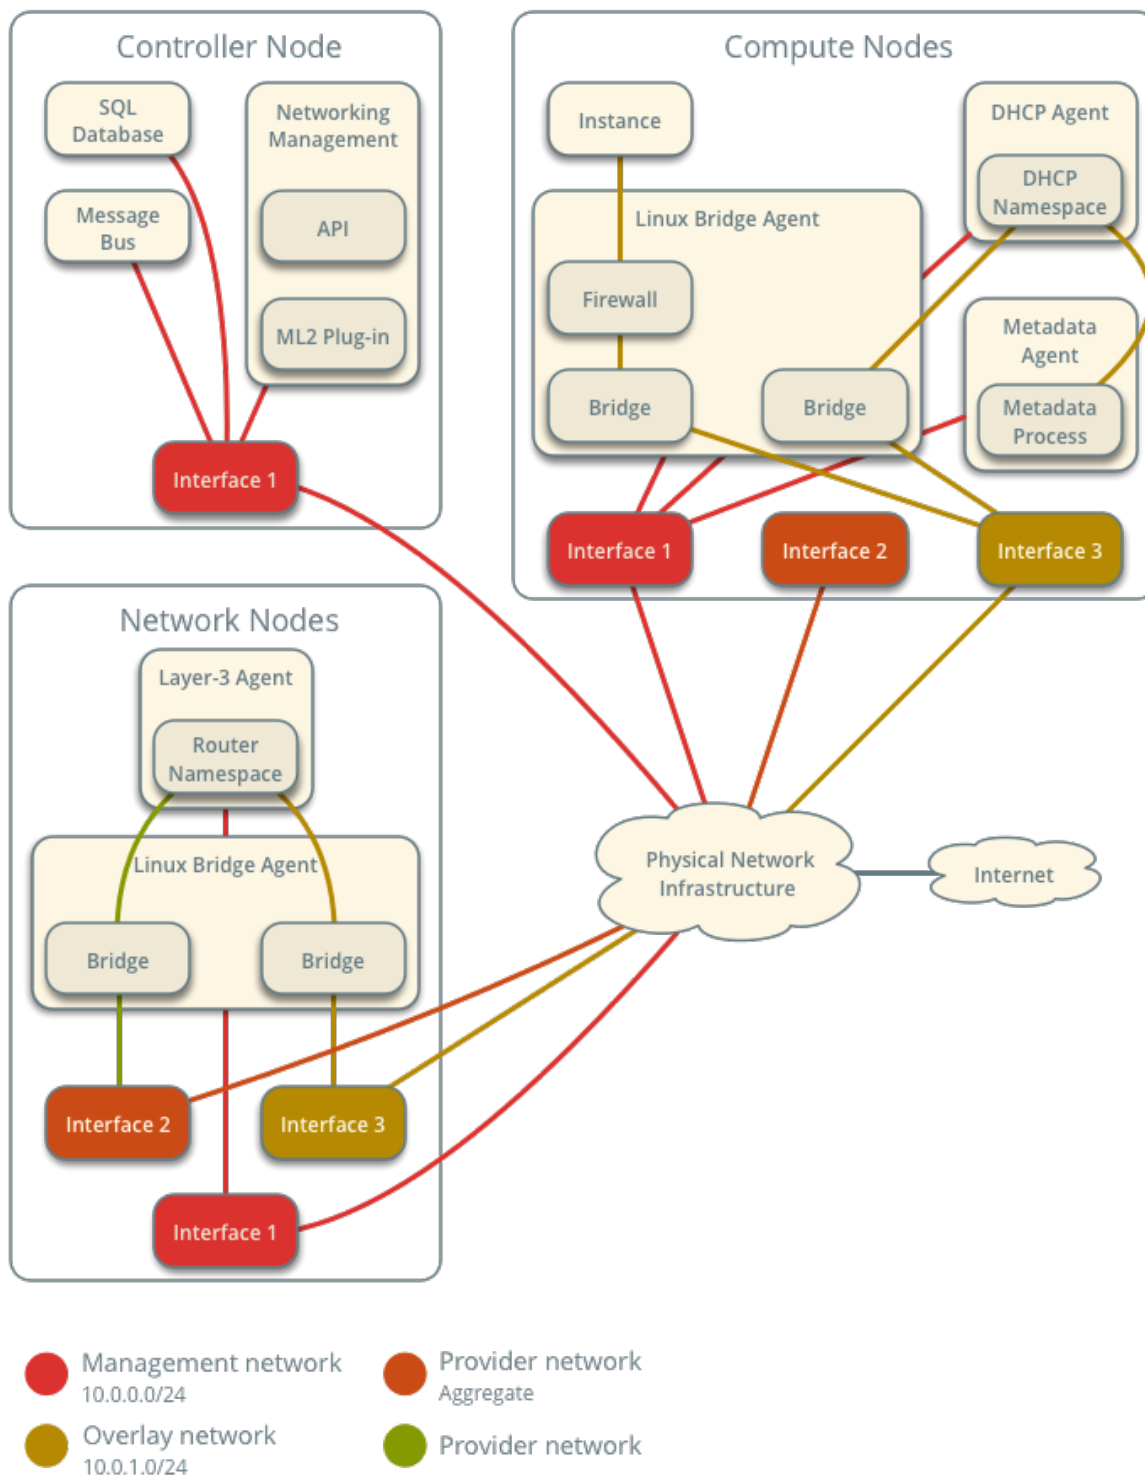 Controller Node
SQL
Database
Networking
Management
Message
Bus
API
ML2 Plug-in
Interface 1
Compute Nodes
Instance
DHCP Agent
DHCP
Namespace
Linux Bridge Agent
Firewall
Metadata
Agent
Bridge
Bridge
Metadata
Process
Interface 1
Interface 2
Interface 3
Network Nodes
Layer-3 Agent
Router
Namespace
Linux Bridge Agent
Bridge
Bridge
Interface 2
Interface 3
Interface 1
Physical Network
Infrastructure
Internet
Management network
10.0.0.0/24
Provider network
Aggregate
Overlay network
10.0.1.0/24
Provider network